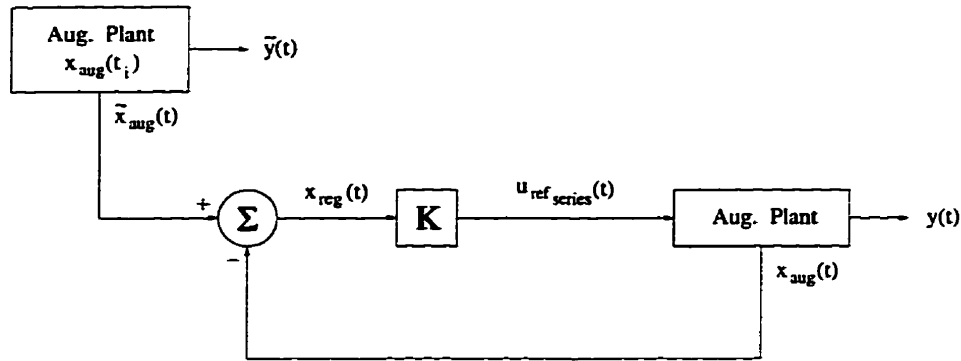 Aug. Plant
x_aug(t_i)
ỹ(t)
x̃_aug(t)
+
Σ
−
x_reg(t)
K
u_ref_series(t)
Aug. Plant
y(t)
x_aug(t)